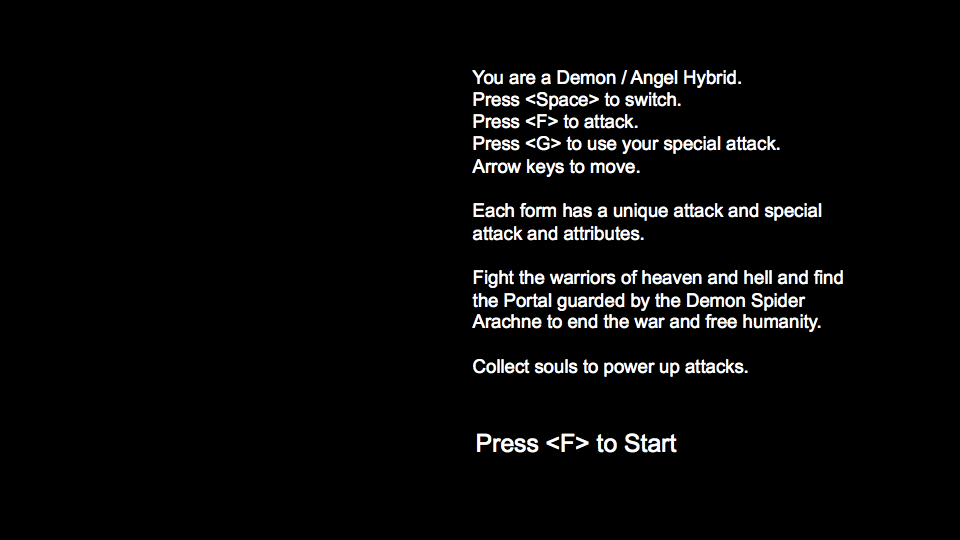 You are a Demon / Angel Hybrid.
Press <Space> to switch.
Press <F> to attack.
Press <G> to use your special attack.
Arrow keys to move.
Each form has a unique attack and special
attack and attributes.
Fight the warriors of heaven and hell and find
the Portal guarded by the Demon Spider
Arachne to end the war and free humanity.
Collect souls to power up attacks.
Press <F> to Start